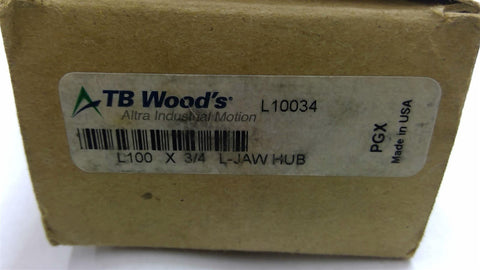 TB Wood's® L10034
Altra Industrial Motion
L100 X 3/4 L-JAW HUB
PGX
Made in USA